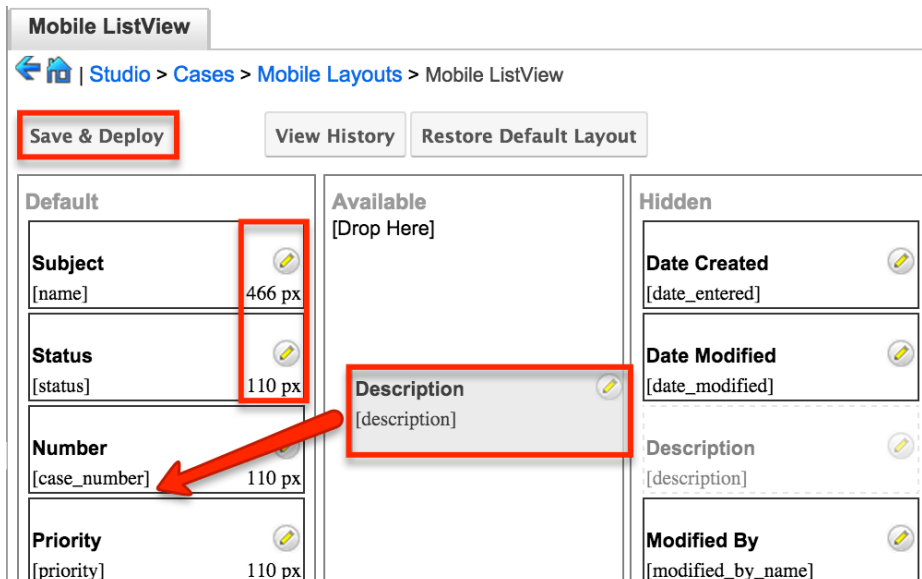 Mobile ListView
| Studio > Cases > Mobile Layouts > Mobile ListView
Save & Deploy
View History
Restore Default Layout
Default
Subject
[name] 466 px
Status
[status] 110 px
Number
[case_number] 110 px
Priority
[priority] 110 px
Available
[Drop Here]
Description
[description]
Hidden
Date Created
[date_entered]
Date Modified
[date_modified]
Description
[description]
Modified By
[modified_by_name]